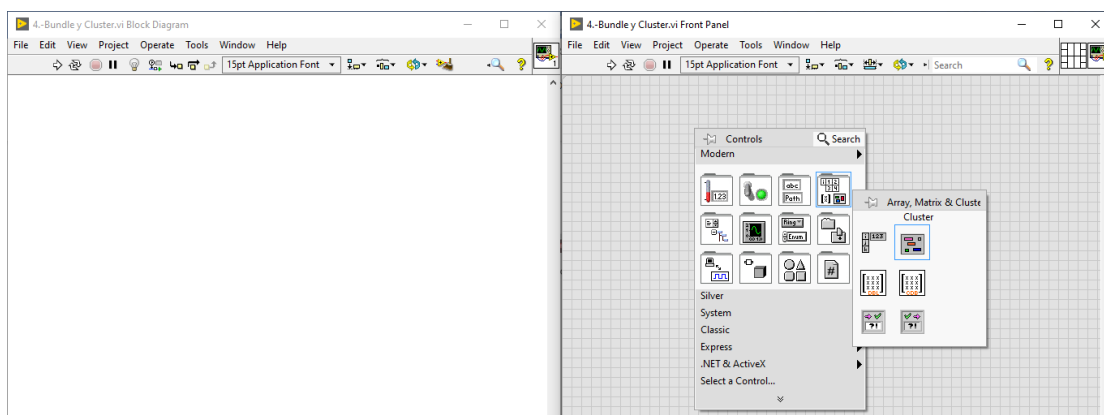 4.-Bundle y Cluster.vi Block Diagram
File Edit View Project Operate Tools Window Help
15pt Application Font
4.-Bundle y Cluster.vi Front Panel
File Edit View Project Operate Tools Window Help
15pt Application Font
Search
Controls
Search
Modern
Array, Matrix & Cluste
Cluster
Silver
System
Classic
Express
.NET & ActiveX
Select a Control...